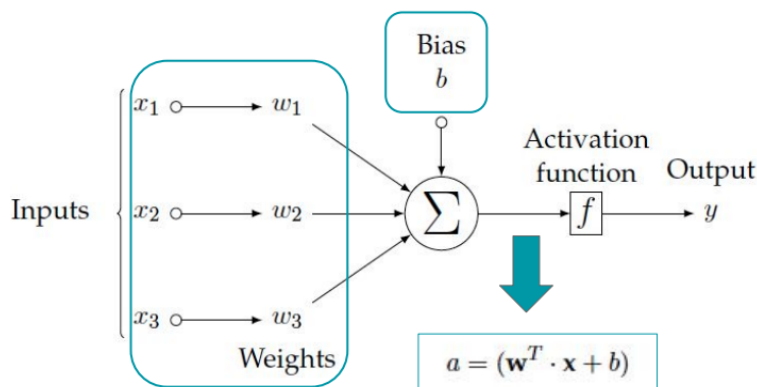 Bias
b
x₁
w₁
Activation
function
Output
Inputs
x₂
w₂
∑
f
y
x₃
w₃
Weights
a = (𝐰ᵀ · 𝐱 + b)